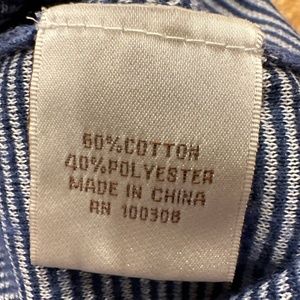 60%COTTON
40%POLYESTER
MADE IN CHINA
RN 100308